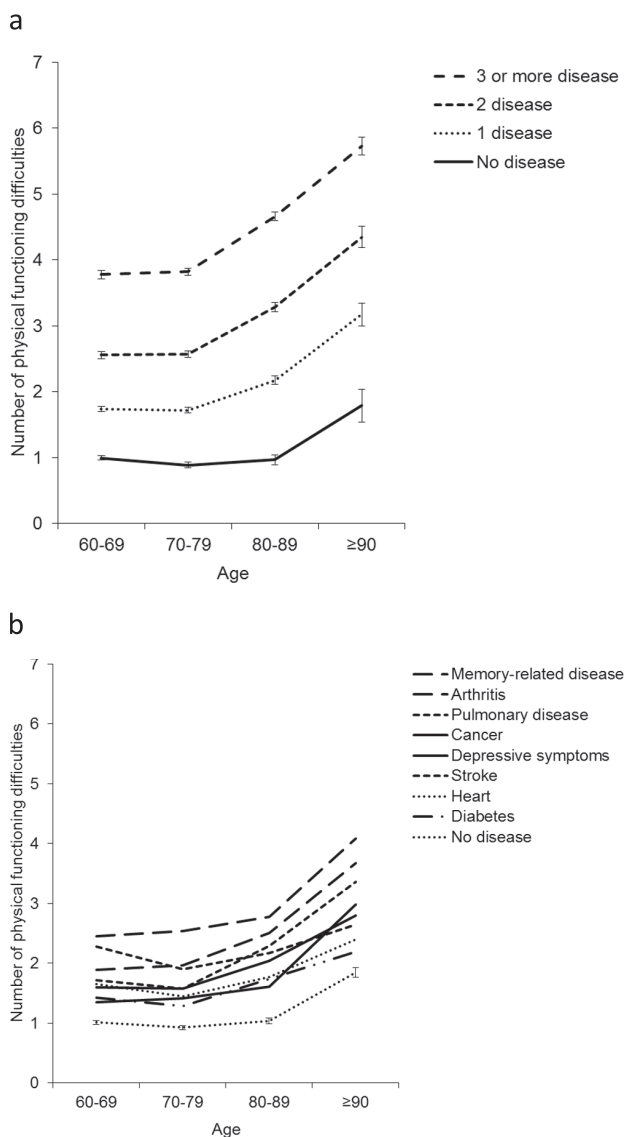 a
7
6
5
4
3
2
1
0
Number of physical functioning difficulties
60-69 70-79 80-89 ≥90
Age
3 or more disease
2 disease
1 disease
No disease
b
7
6
5
4
3
2
1
0
Number of physical functioning difficulties
60-69 70-79 80-89 ≥90
Age
Memory-related disease
Arthritis
Pulmonary disease
Cancer
Depressive symptoms
Stroke
Heart
Diabetes
No disease